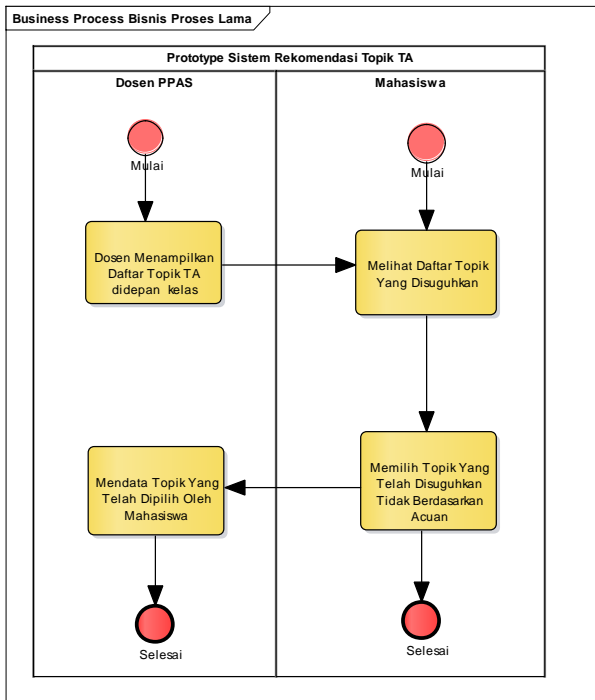 Business Process Bisnis Proses Lama
Prototype Sistem Rekomendasi Topik TA
Dosen PPAS
Mahasiswa
Mulai
Mulai
Dosen Menampilkan
Daftar Topik TA
didepan kelas
Melihat Daftar Topik
Yang Disuguhkan
Mendata Topik Yang
Telah Dipilih Oleh
Mahasiswa
Memilih Topik Yang
Telah Disuguhkan
Tidak Berdasarkan
Acuan
Selesai
Selesai